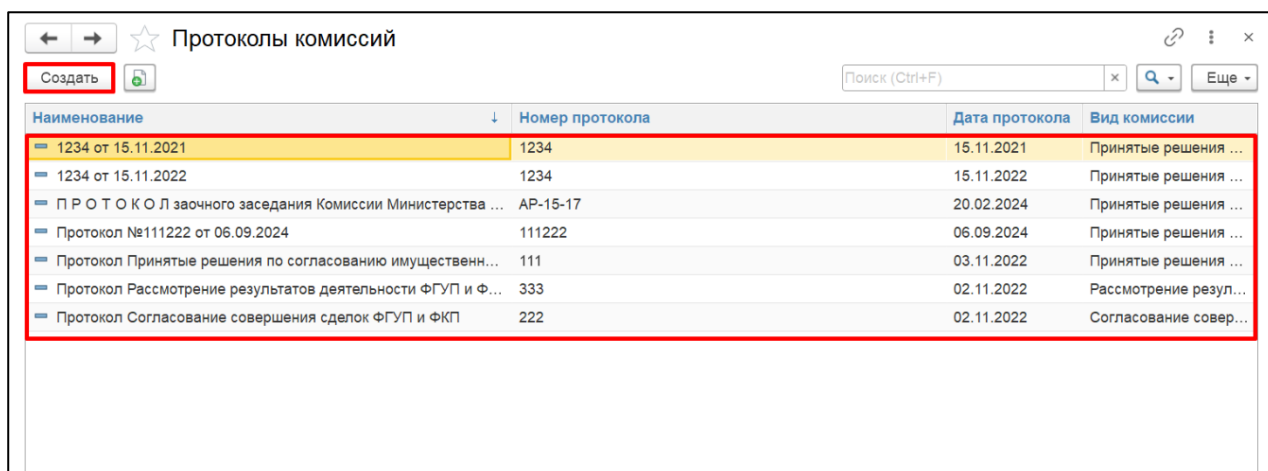 Протоколы комиссий
Создать Поиск (Ctrl+F) Еще
Наименование Номер протокола Дата протокола Вид комиссии
1234 от 15.11.2021 1234 15.11.2021 Принятые решения ...
1234 от 15.11.2022 1234 15.11.2022 Принятые решения ...
П Р О Т О К О Л заочного заседания Комиссии Министерства ... АР-15-17 20.02.2024 Принятые решения ...
Протокол №111222 от 06.09.2024 111222 06.09.2024 Принятые решения ...
Протокол Принятые решения по согласованию имущественн... 111 03.11.2022 Принятые решения ...
Протокол Рассмотрение результатов деятельности ФГУП и Ф... 333 02.11.2022 Рассмотрение резул...
Протокол Согласование совершения сделок ФГУП и ФКП 222 02.11.2022 Согласование совер...